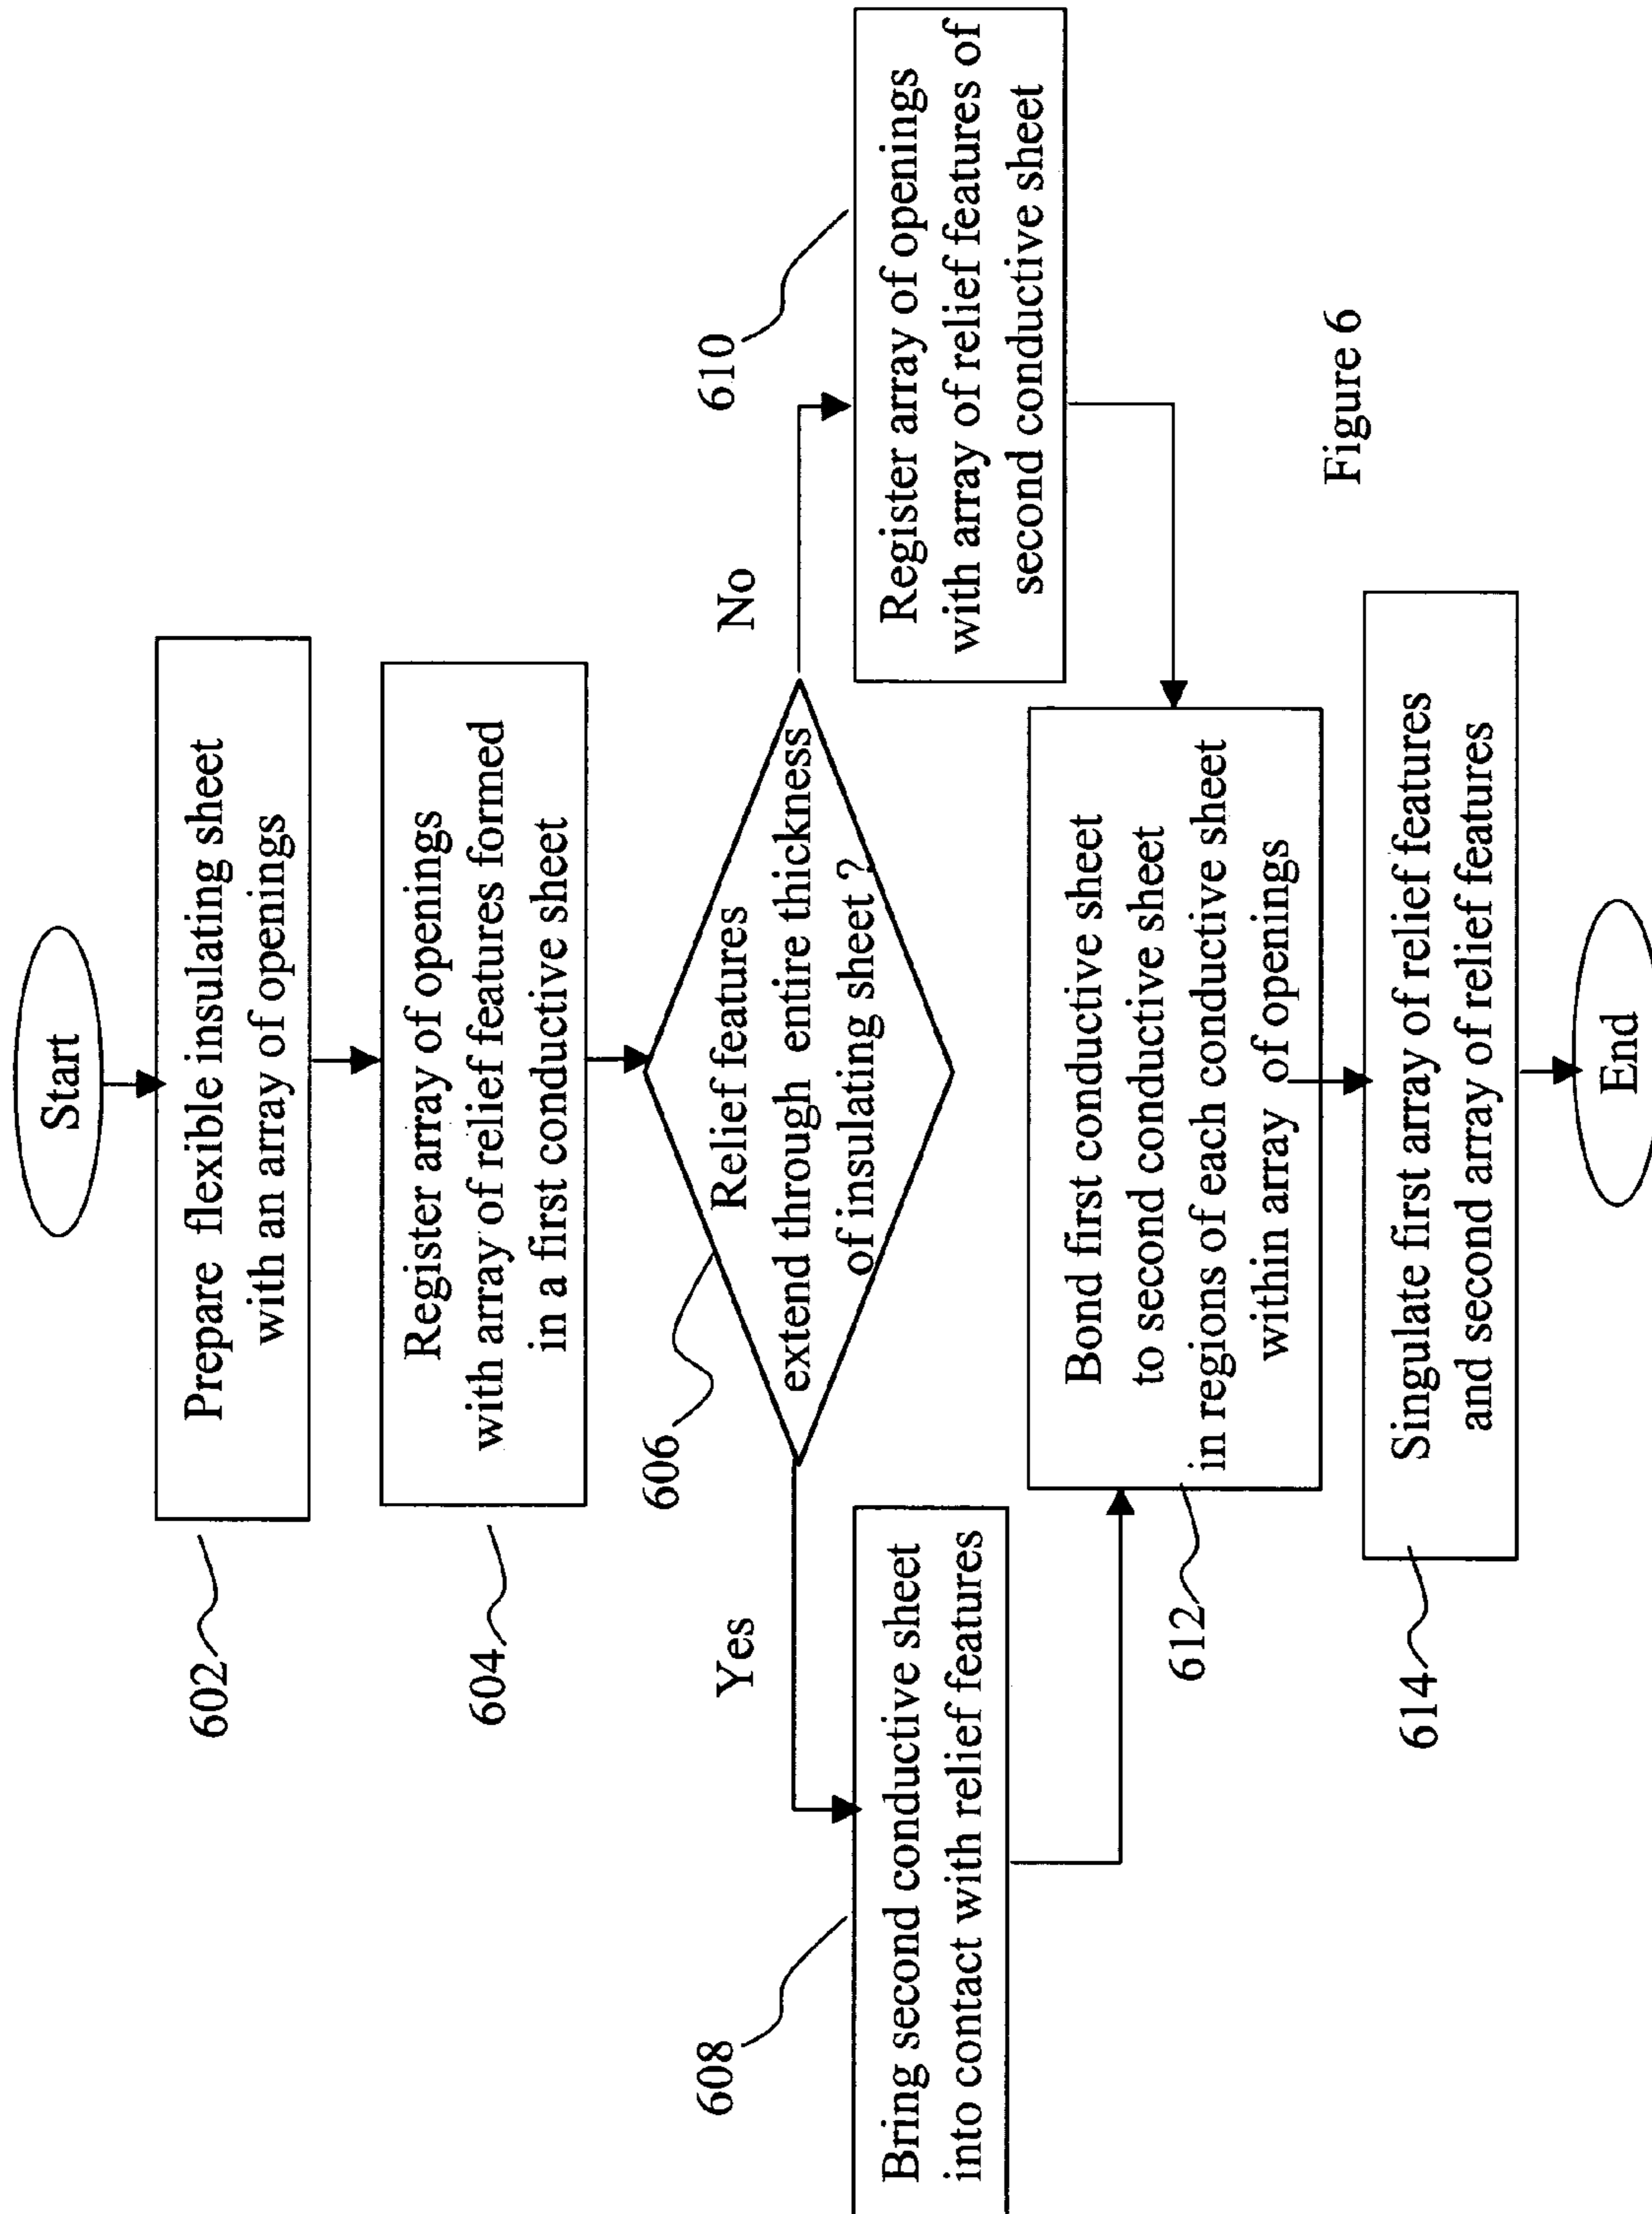 Start
Prepare flexible insulating sheet
with an array of openings
602
Register array of openings
with array of relief features formed
in a first conductive sheet
604
Relief features
extend through entire thickness
of insulating sheet ?
606
Yes
No
608
Bring second conductive sheet
into contact with relief features
610
Register array of openings
with array of relief features of
second conductive sheet
Bond first conductive sheet
to second conductive sheet
in regions of each conductive sheet
within array of openings
612
Singulate first array of relief features
and second array of relief features
614
End
Figure 6